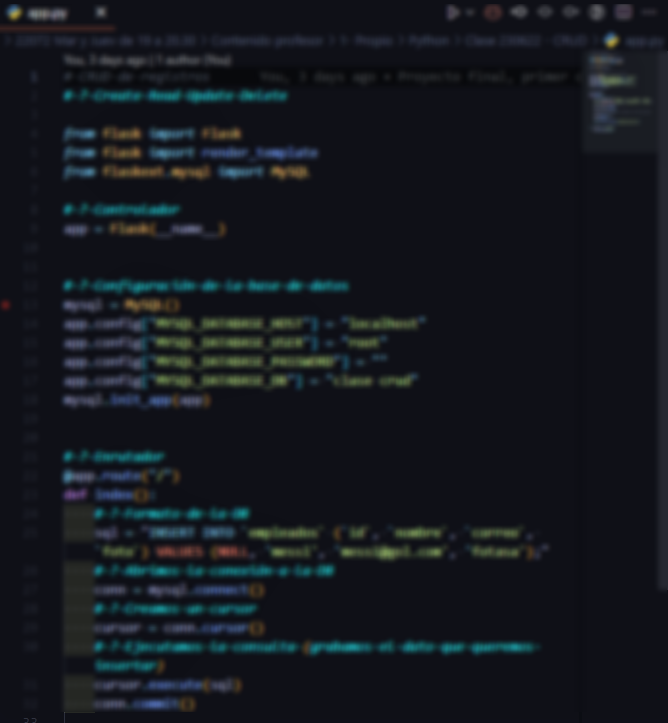 app.py
You, 3 days ago | 1 author (You)
# CRUD de registros You, 3 days ago • Proyecto final, primer
#-?-Create-Read-Update-Delete
from flask import Flask
from flask import render_template
from flaskext.mysql import MySQL
#-?-Controlador
app = Flask(__name__)
#-?-Configuración-de-la-base-de-datos
mysql = MySQL()
app.config["MYSQL_DATABASE_HOST"] = "localhost"
app.config["MYSQL_DATABASE_USER"] = "root"
app.config["MYSQL_DATABASE_PASSWORD"] = ""
app.config["MYSQL_DATABASE_DB"] = "clase crud"
mysql.init_app(app)
#-?-Enrutador
@app.route("/")
def index():
#-?-Formato-de-la-DB
sql = "INSERT INTO `empleados` (`id`, `nombre`, `correo`,
`foto`) VALUES (NULL, 'messi', 'messi@gol.com', 'fotasa');"
#-?-Abrimos-la-conexión-a-la-DB
conn = mysql.connect()
#-?-Creamos-un-cursor
cursor = conn.cursor()
#-?-Ejecutamos-la-consulta-(grabamos-el-dato-que-queremos-
insertar)
cursor.execute(sql)
conn.commit()